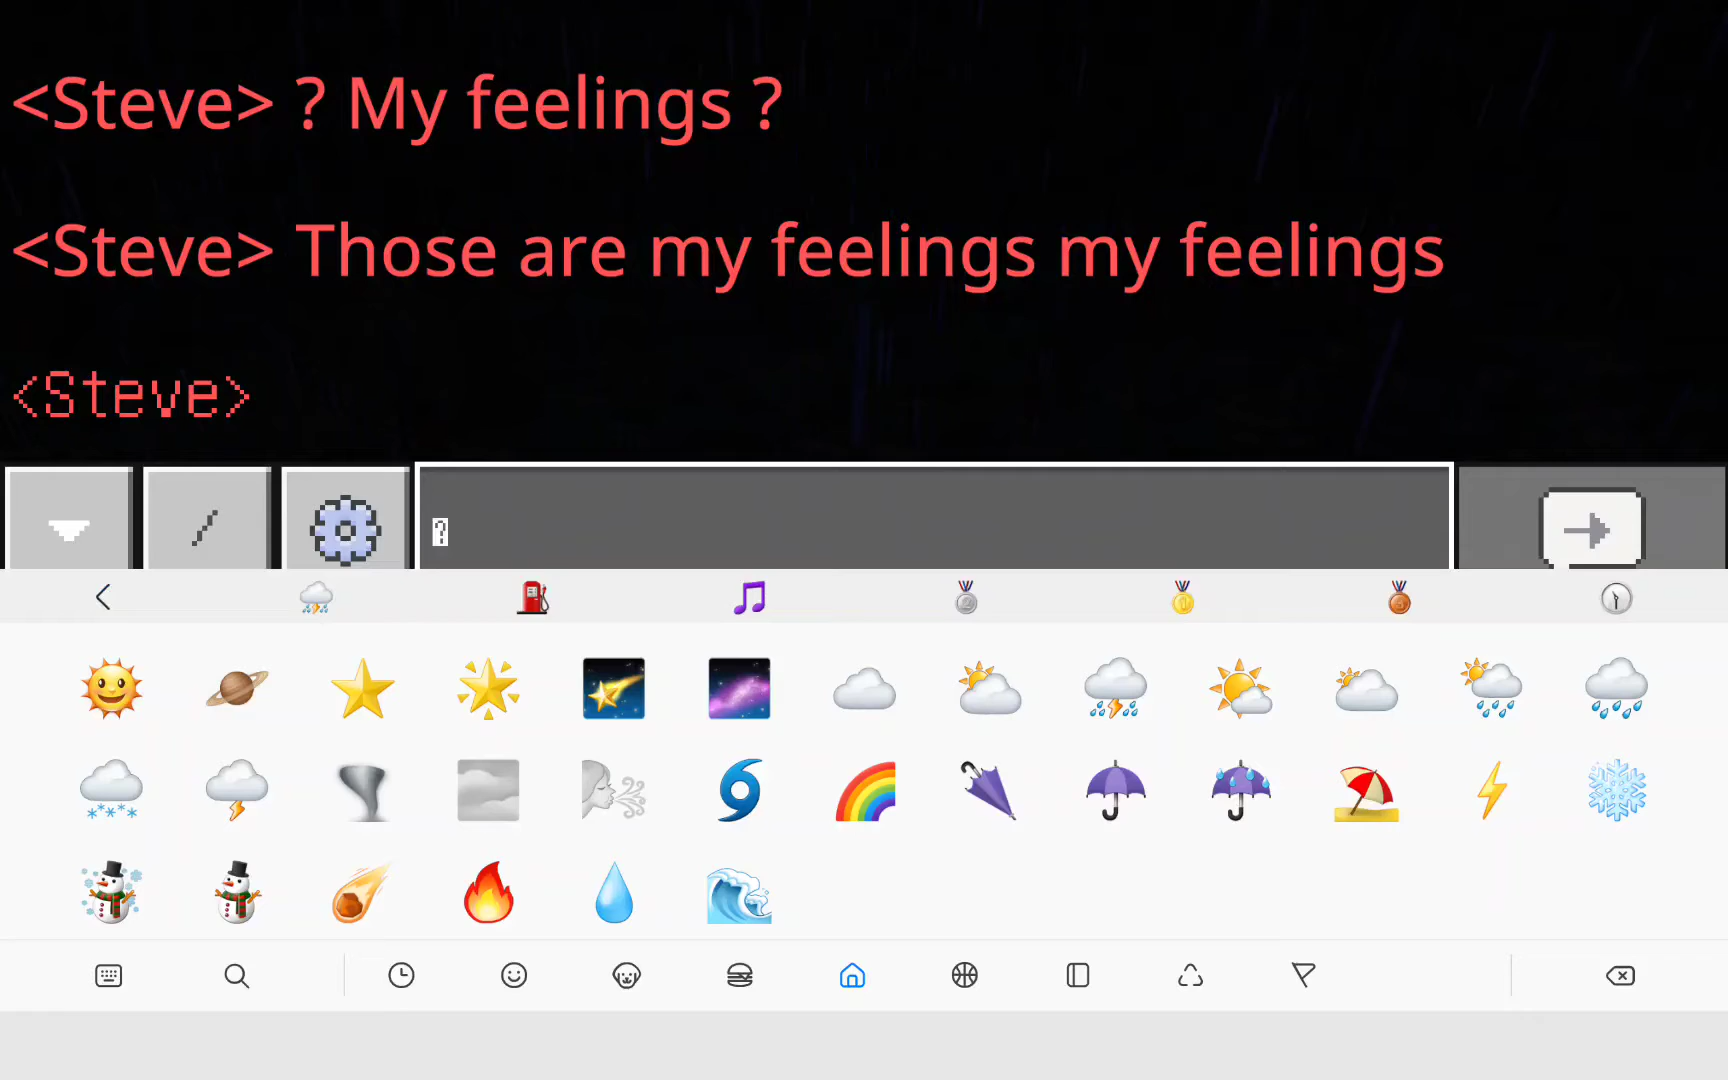 <Steve> ? My feelings ?
<Steve> Those are my feelings my feelings
<Steve>
/
?